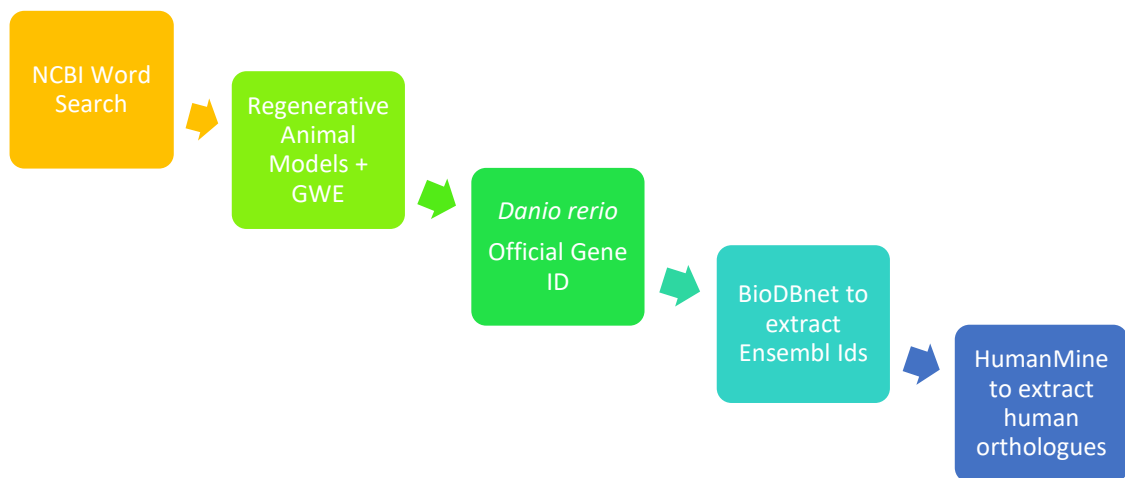 NCBI Word
Search
Regenerative
Animal
Models +
GWE
Danio rerio
Official Gene
ID
BioDBnet to
extract
Ensembl Ids
HumanMine
to extract
human
orthologues